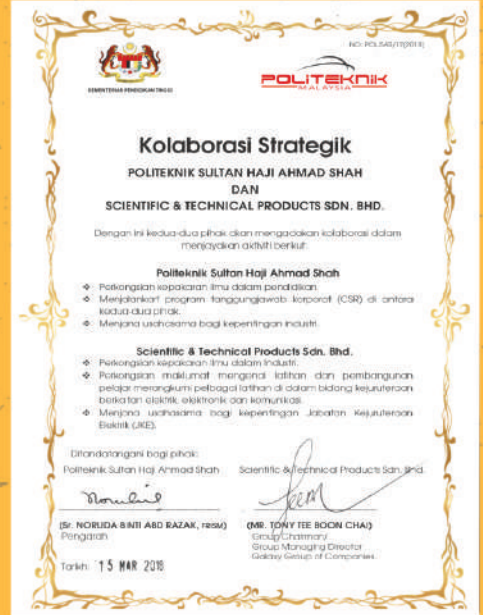 NO: POLISAS/17(2018)
KEMENTERIAN PENDIDIKAN TINGGI
POLITEKNIK
MALAYSIA
Kolaborasi Strategik
POLITEKNIK SULTAN HAJI AHMAD SHAH
DAN
SCIENTIFIC & TECHNICAL PRODUCTS SDN. BHD.
Dengan ini kedua-dua pihak akan mengadakan kolaborasi dalam
menjayakan aktiviti berikut:
Politeknik Sultan Haji Ahmad Shah
❖ Perkongsian kepakaran ilmu dalam pendidikan.
❖ Menjalankan program tanggungjawab korporat (CSR) di antara
kedua-dua pihak.
❖ Menjana usahasama bagi kepentingan industri.
Scientific & Technical Products Sdn. Bhd.
❖ Perkongsian kepakaran ilmu dalam industri.
❖ Perkongsian maklumat mengenai latihan dan pembangunan
pelajar merangkumi pelbagai latihan di dalam bidang kejuruteraan
berkaitan elektrik, elektronik dan komunikasi.
❖ Menjana usahasama bagi kepentingan Jabatan Kejuruteraan
Elektrik (JKE).
Ditandatangani bagi pihak:
Politeknik Sultan Haji Ahmad Shah
Scientific & Technical Products Sdn. Bhd.
(Sr. NORLIDA BINTI ABD RAZAK, FRISM)
Pengarah
(MR. TONY TEE BOON CHAI)
Group Chairman/
Group Managing Director
Galaxy Group of Companies.
Tarikh: 15 MAR 2018